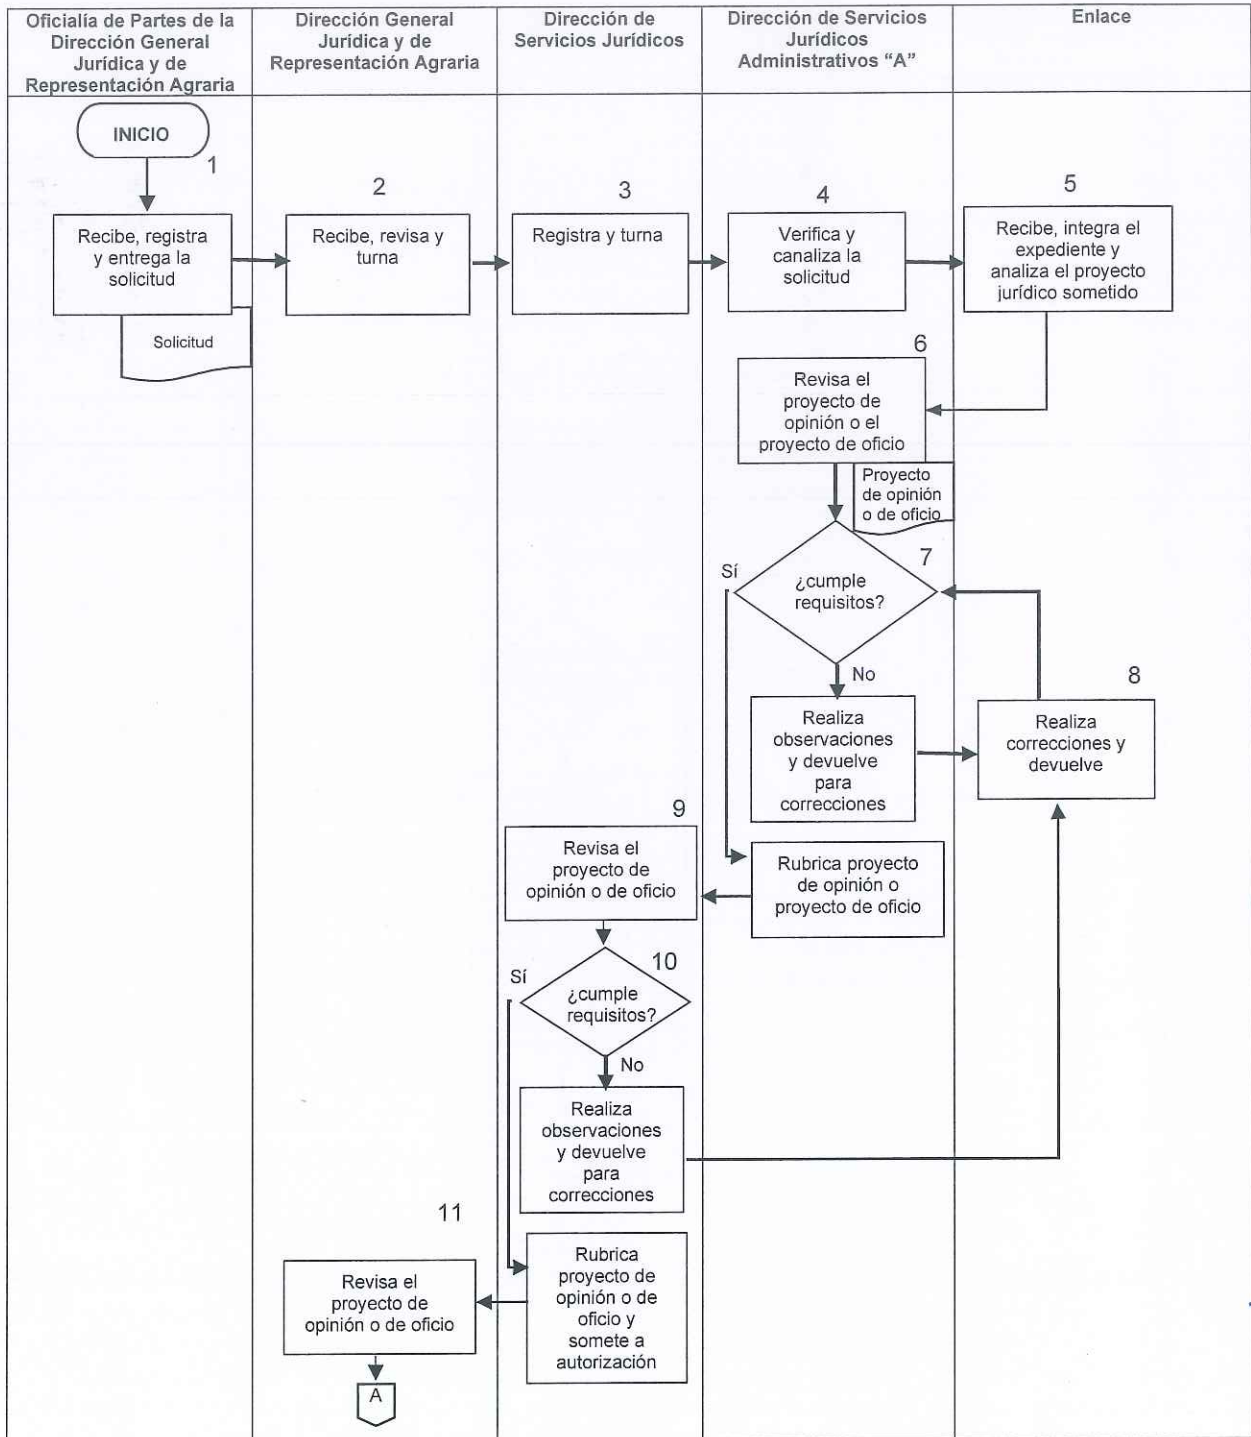 Oficialía de Partes de la
Dirección General
Jurídica y de
Representación Agraria
Dirección General
Jurídica y de
Representación Agraria
Dirección de
Servicios Jurídicos
Dirección de Servicios
Jurídicos
Administrativos “A”
Enlace
INICIO
1
Recibe, registra
y entrega la
solicitud
Solicitud
2
Recibe, revisa y
turna
3
Registra y turna
4
Verifica y
canaliza la
solicitud
5
Recibe, integra el
expediente y
analiza el proyecto
jurídico sometido
6
Revisa el
proyecto de
opinión o el
proyecto de oficio
Proyecto
de opinión
o de oficio
7
Sí
¿cumple
requisitos?
No
Realiza
observaciones
y devuelve
para
correcciones
8
Realiza
correcciones y
devuelve
Rubrica proyecto
de opinión o
proyecto de oficio
9
Revisa el
proyecto de
opinión o de oficio
10
Sí
¿cumple
requisitos?
No
Realiza
observaciones
y devuelve
para
correcciones
Rubrica
proyecto de
opinión o de
oficio y
somete a
autorización
11
Revisa el
proyecto de
opinión o de oficio
A